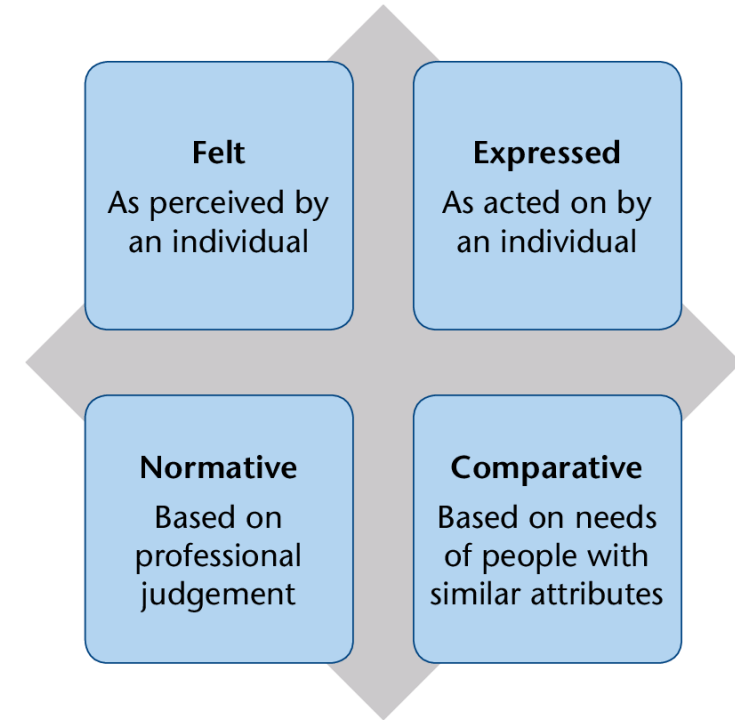 Felt
As perceived by
an individual
Expressed
As acted on by
an individual
Normative
Based on
professional
judgement
Comparative
Based on needs
of people with
similar attributes